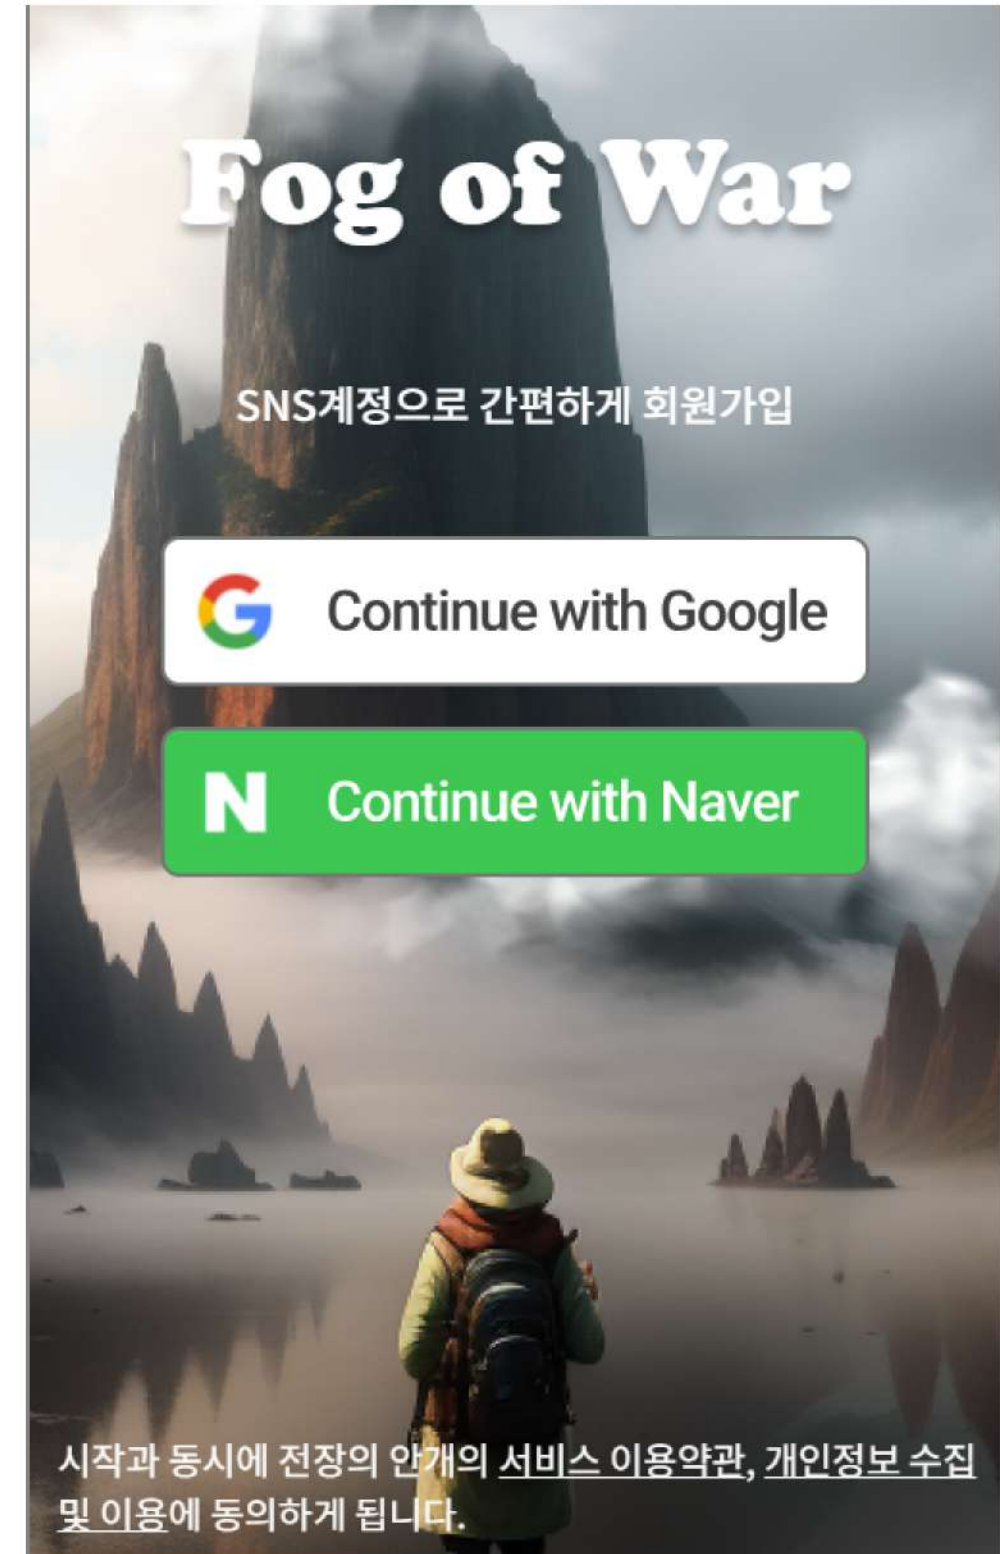 Fog of War
SNS계정으로 간편하게 회원가입
Continue with Google
N Continue with Naver
시작과 동시에 전장의 안개의 서비스 이용약관, 개인정보 수집
및 이용에 동의하게 됩니다.